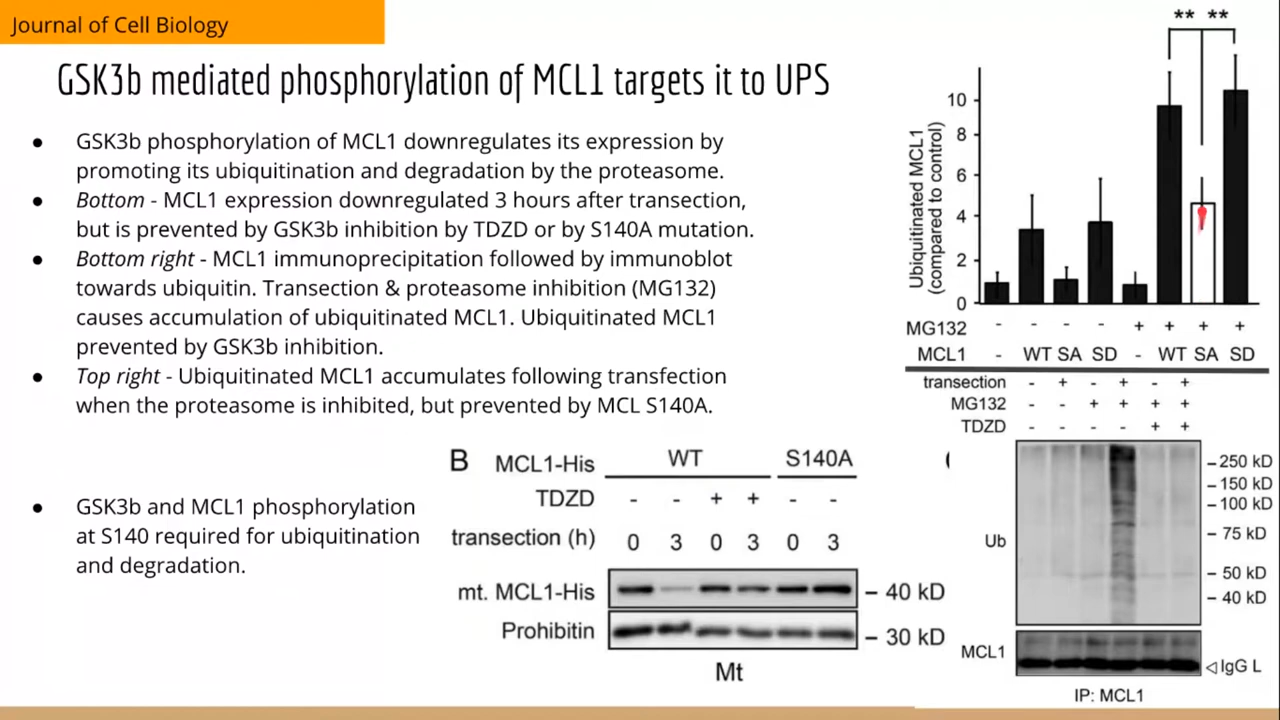 Journal of Cell Biology
GSK3b mediated phosphorylation of MCL1 targets it to UPS
● GSK3b phosphorylation of MCL1 downregulates its expression by
promoting its ubiquitination and degradation by the proteasome.
● Bottom - MCL1 expression downregulated 3 hours after transection,
but is prevented by GSK3b inhibition by TDZD or by S140A mutation.
● Bottom right - MCL1 immunoprecipitation followed by immunoblot
towards ubiquitin. Transection & proteasome inhibition (MG132)
causes accumulation of ubiquitinated MCL1. Ubiquitinated MCL1
prevented by GSK3b inhibition.
● Top right - Ubiquitinated MCL1 accumulates following transfection
when the proteasome is inhibited, but prevented by MCL S140A.
● GSK3b and MCL1 phosphorylation
at S140 required for ubiquitination
and degradation.
B MCL1-His WT S140A
TDZD - - + + - -
transection (h) 0 3 0 3 0 3
mt. MCL1-His – 40 kD
Prohibitin – 30 kD
Mt
** **
Ubiquitinated MCL1
(compared to control)
10
8
6
4
2
0
MG132 - - - - + + + +
MCL1 - WT SA SD - WT SA SD
transection - + - + - +
MG132 - - + + + +
TDZD - - - - + +
– 250 kD
– 150 kD
– 100 kD
– 75 kD
Ub
– 50 kD
– 40 kD
MCL1 ◁IgG L
IP: MCL1